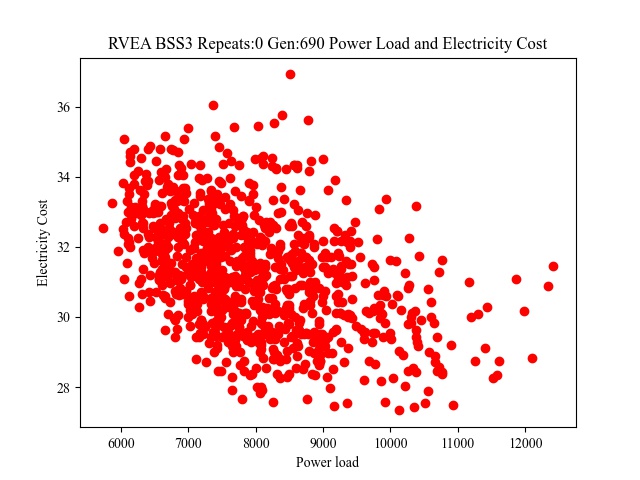 RVEA BSS3 Repeats:0 Gen:690 Power Load and Electricity Cost
Electricity Cost
36
34
32
30
28
6000 7000 8000 9000 10000 11000 12000
Power load